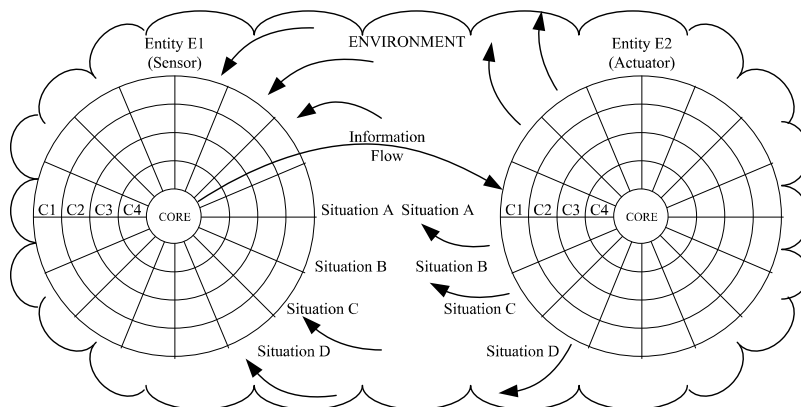 ENVIRONMENT
Entity E1
(Sensor)
Entity E2
(Actuator)
Information
Flow
C1 C2 C3 C4 CORE
Situation A Situation A
C1 C2 C3 C4 CORE
Situation B Situation B
Situation C Situation C
Situation D Situation D